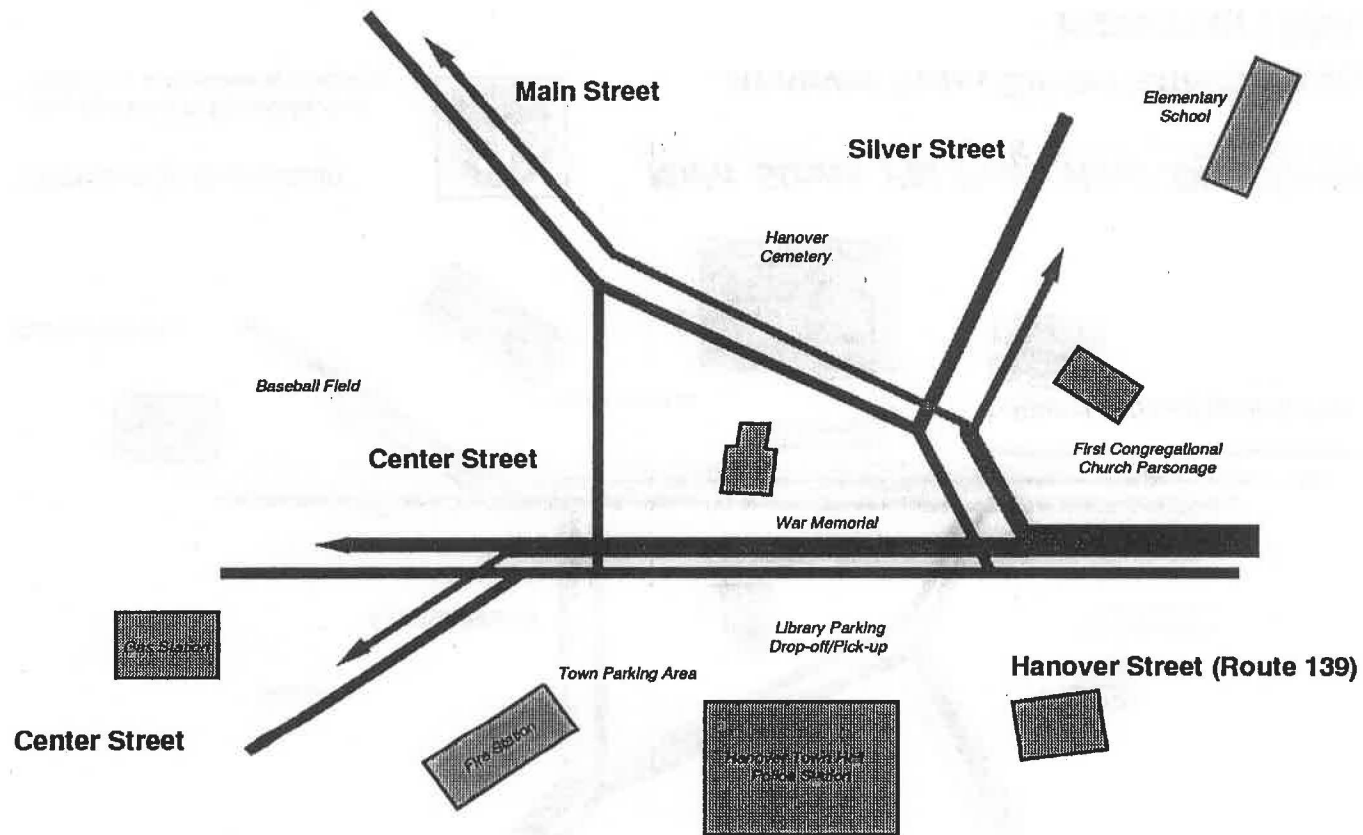 Main Street
Elementary
School
Silver Street
Hanover
Cemetery
Baseball Field
Center Street
First Congregational
Church Parsonage
War Memorial
Gas Station
Library Parking
Drop-off/Pick-up
Town Parking Area
Hanover Street (Route 139)
Center Street
Fire Station
Hanover Town Hall
Police Station